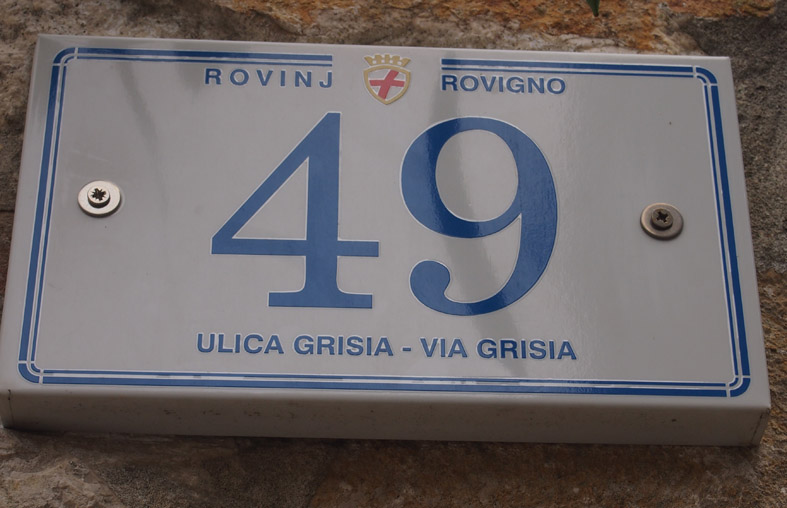 ROVINJ ROVIGNO
49
ULICA GRISIA - VIA GRISIA